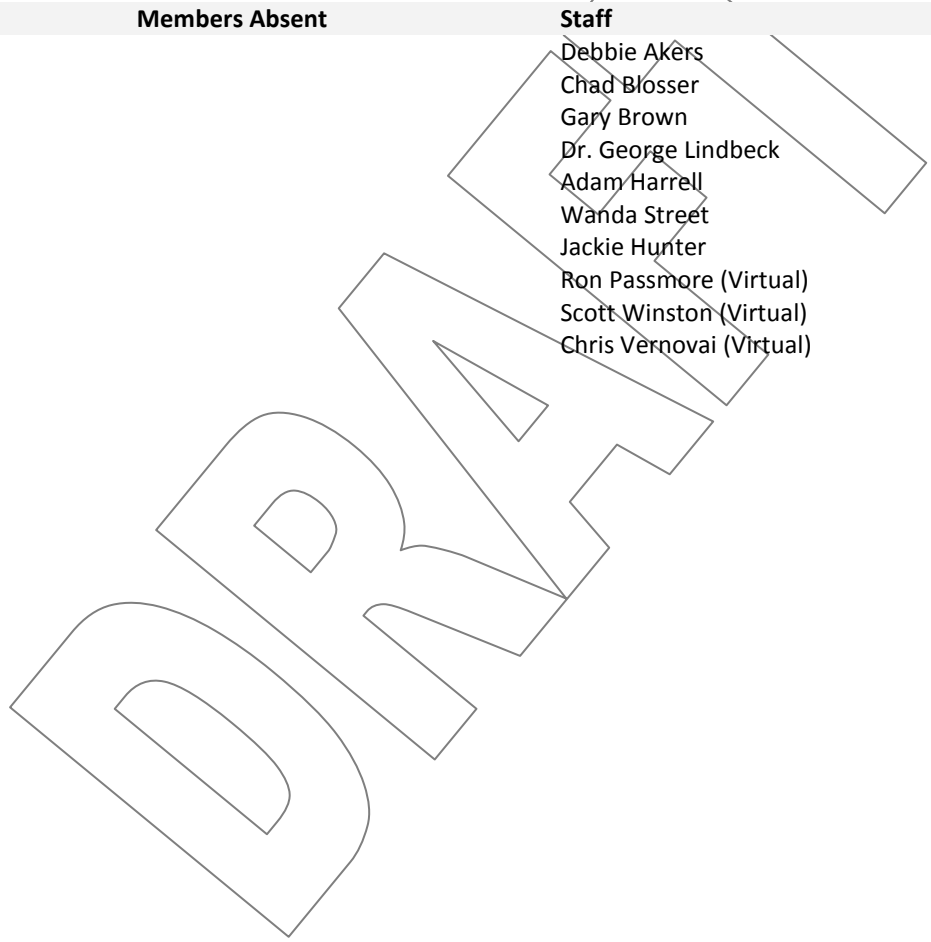 Members Absent Staff
Debbie Akers
Chad Blosser
Gary Brown
Dr. George Lindbeck
Adam Harrell
Wanda Street
Jackie Hunter
Ron Passmore (Virtual)
Scott Winston (Virtual)
Chris Vernovai (Virtual)
DRAFT